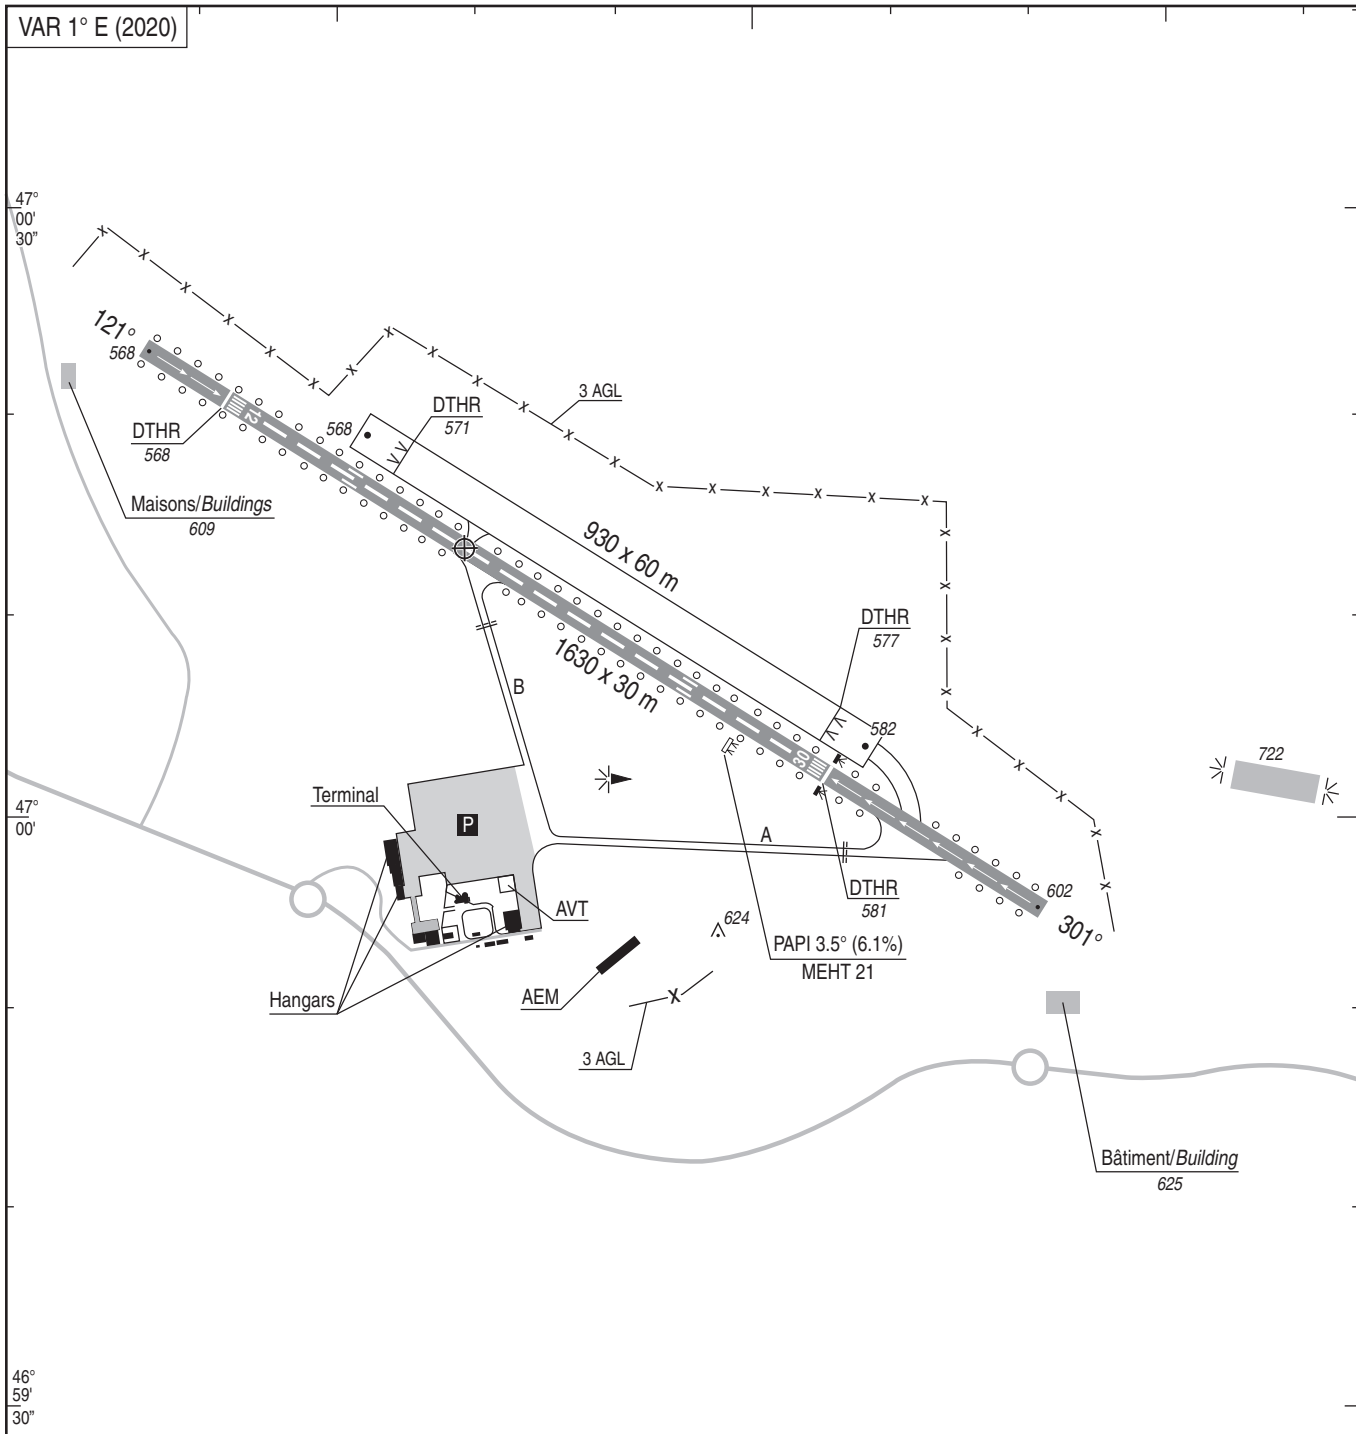 VAR 1° E (2020)
47°
00'
30"
121°
568
DTHR
568
12
Maisons/Buildings
609
568
DTHR
571
3 AGL
930 x 60 m
1630 x 30 m
DTHR
577
582
30
722
B
A
Terminal
P
47°
00'
DTHR
581
602
301°
AVT
624
PAPI 3.5° (6.1%)
MEHT 21
Hangars
AEM
3 AGL
Bâtiment/Building
625
46°
59'
30"